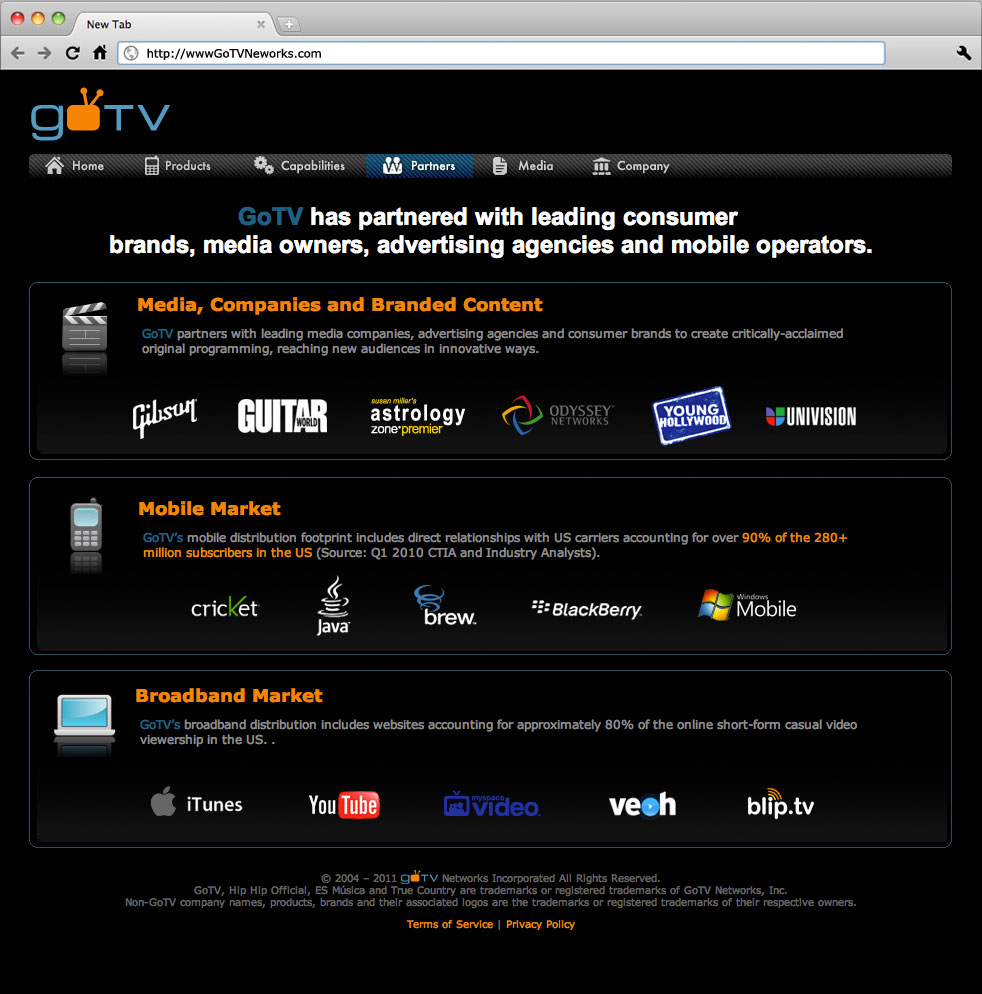 New Tab
http://wwwGoTVNeworks.com
goTV
Home Products Capabilities Partners Media Company
GoTV has partnered with leading consumer
brands, media owners, advertising agencies and mobile operators.
Media, Companies and Branded Content
GoTV partners with leading media companies, advertising agencies and consumer brands to create critically-acclaimed
original programming, reaching new audiences in innovative ways.
Gibson
GUITAR
WORLD
susan miller's
astrology
zone•premier
ODYSSEY
NETWORKS
YOUNG
HOLLYWOOD
UNIVISION
Mobile Market
GoTV's mobile distribution footprint includes direct relationships with US carriers accounting for over 90% of the 280+
million subscribers in the US (Source: Q1 2010 CTIA and Industry Analysts).
cricket
Java
brew.
BlackBerry.
Windows
Mobile
Broadband Market
GoTV's broadband distribution includes websites accounting for approximately 80% of the online short-form casual video
viewership in the US. .
iTunes
YouTube
myspace
video
veoh
blip.tv
© 2004 – 2011 goTV Networks Incorporated All Rights Reserved.
GoTV, Hip Hip Official, ES Música and True Country are trademarks or registered trademarks of GoTV Networks, Inc.
Non-GoTV company names, products, brands and their associated logos are the trademarks or registered trademarks of their respective owners.
Terms of Service | Privacy Policy